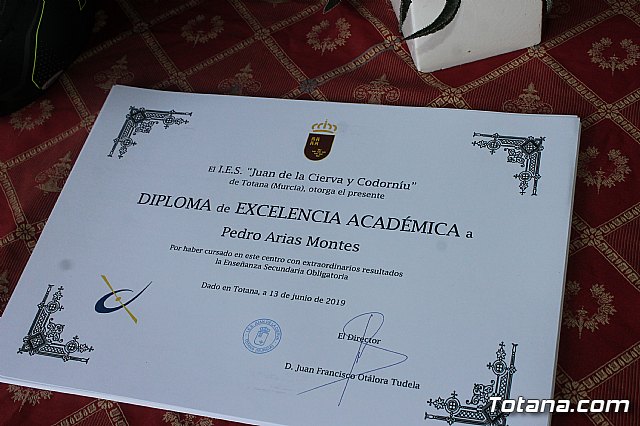 El I.E.S. "Juan de la Cierva y Codorníu"
de Totana (Murcia), otorga el presente
DIPLOMA de EXCELENCIA ACADÉMICA a
Pedro Arias Montes
Por haber cursado en este centro con extraordinarios resultados
la Enseñanza Secundaria Obligatoria
Dado en Totana, a 13 de junio de 2019
El Director
D. Juan Francisco Otálora Tudela
Totana.com